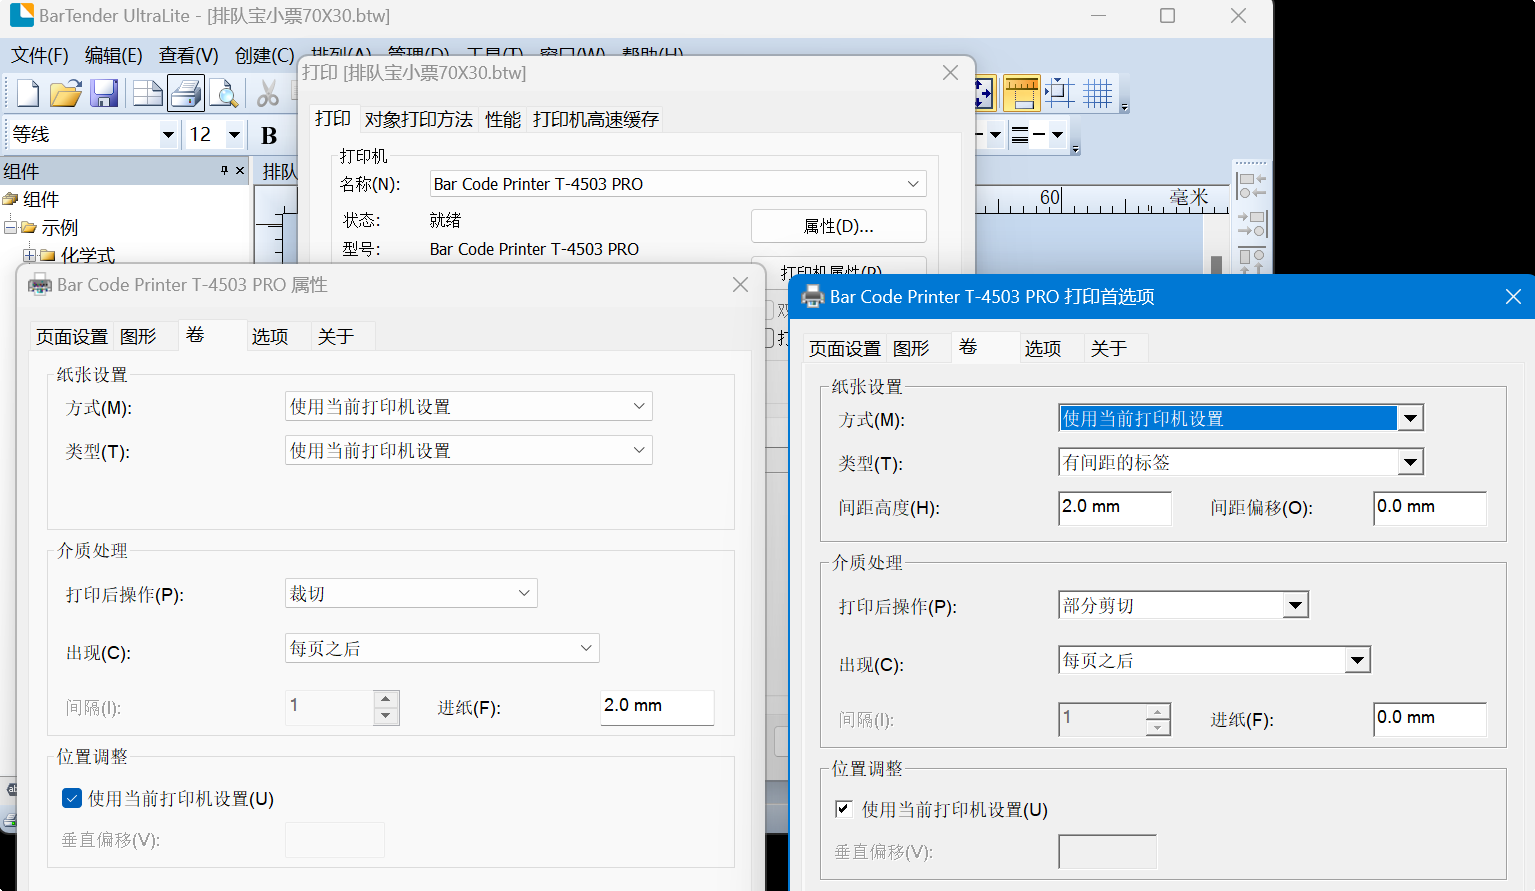 BarTender UltraLite - [排队宝小票70X30.btw]
文件(F) 编辑(E) 查看(V) 创建(C) 排列(A) 管理(D) 工具(T) 窗口(W) 帮助(H)
打印 [排队宝小票70X30.btw]
打印 对象打印方法 性能 打印机高速缓存
等线 12 B
打印机
组件
排队
名称(N): Bar Code Printer T-4503 PRO
组件
60 毫米
状态: 就绪
属性(D)...
示例
型号: Bar Code Printer T-4503 PRO
化学式
打印机属性(P)
Bar Code Printer T-4503 PRO 属性
页面设置 图形 卷 选项 关于
纸张设置
方式(M): 使用当前打印机设置
类型(T): 使用当前打印机设置
介质处理
打印后操作(P): 裁切
出现(C): 每页之后
间隔(I): 1 进纸(F): 2.0 mm
位置调整
使用当前打印机设置(U)
垂直偏移(V):
Bar Code Printer T-4503 PRO 打印首选项
页面设置 图形 卷 选项 关于
纸张设置
方式(M): 使用当前打印机设置
类型(T): 有间距的标签
间距高度(H): 2.0 mm 间距偏移(O): 0.0 mm
介质处理
打印后操作(P): 部分剪切
出现(C): 每页之后
间隔(I): 1 进纸(F): 0.0 mm
位置调整
使用当前打印机设置(U)
垂直偏移(V):